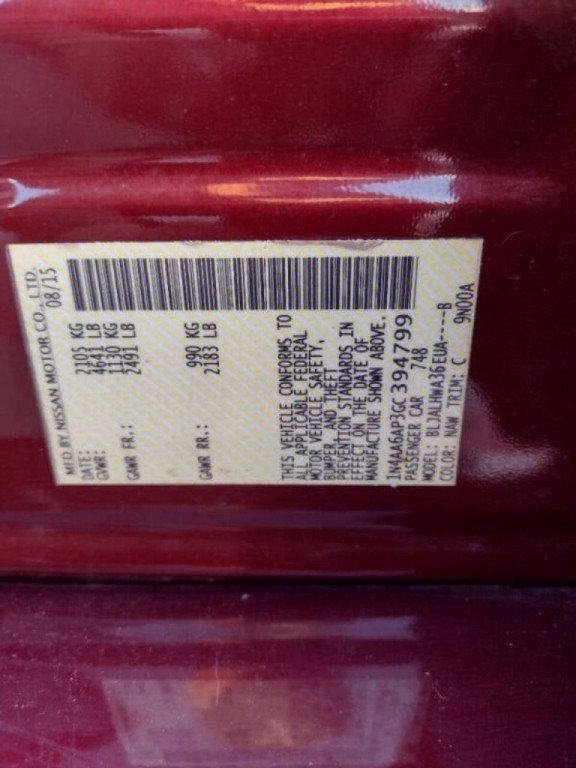 MFD BY NISSAN MOTOR CO., LTD.
DATE: 08/15
GVWR: 2105 KG
4641 LB
GAWR FR.: 1130 KG
2491 LB
GAWR RR.: 990 KG
2183 LB
THIS VEHICLE CONFORMS TO
ALL APPLICABLE FEDERAL
MOTOR VEHICLE SAFETY,
BUMPER, AND THEFT
PREVENTION STANDARDS IN
EFFECT ON THE DATE OF
MANUFACTURE SHOWN ABOVE.
1N4AA6AP3GC394799
PASSENGER CAR 748
MODEL: BLJALHWA36EUA----B
COLOR: NAW TRIM: C 9N00A